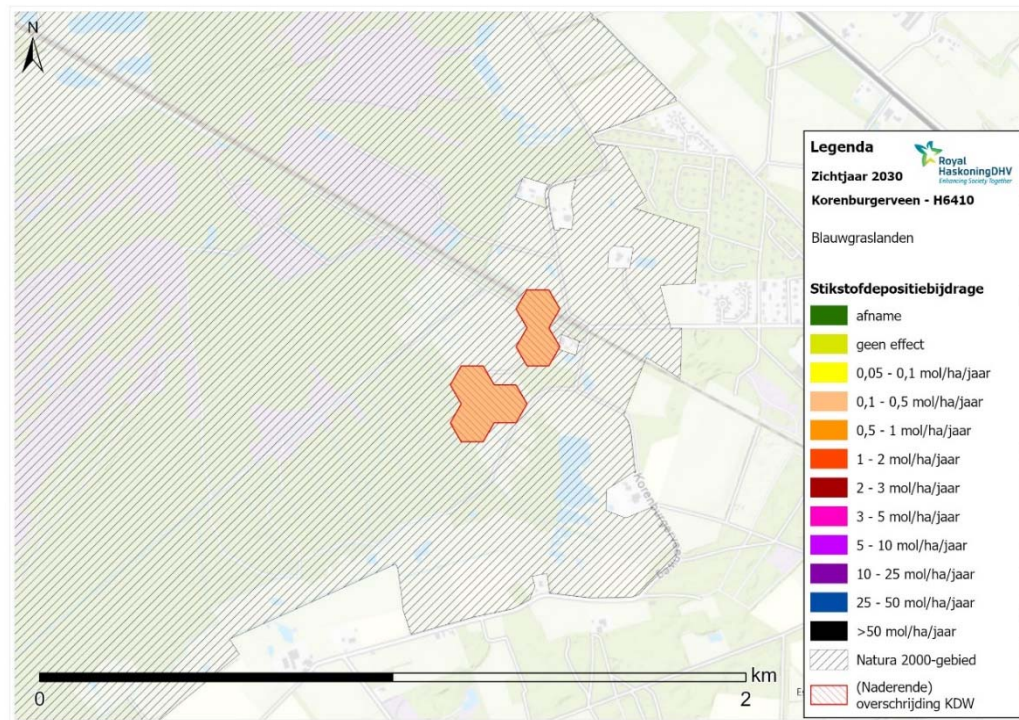 N
Legenda
Royal
HaskoningDHV
Enhancing Society Together
Zichtjaar 2030
Korenburgerveen - H6410
Blauwgraslanden
Stikstofdepositiebijdrage
afname
geen effect
0,05 - 0,1 mol/ha/jaar
0,1 - 0,5 mol/ha/jaar
0,5 - 1 mol/ha/jaar
1 - 2 mol/ha/jaar
2 - 3 mol/ha/jaar
3 - 5 mol/ha/jaar
5 - 10 mol/ha/jaar
10 - 25 mol/ha/jaar
25 - 50 mol/ha/jaar
>50 mol/ha/jaar
Natura 2000-gebied
(Naderende)
overschrijding KDW
km
0
2